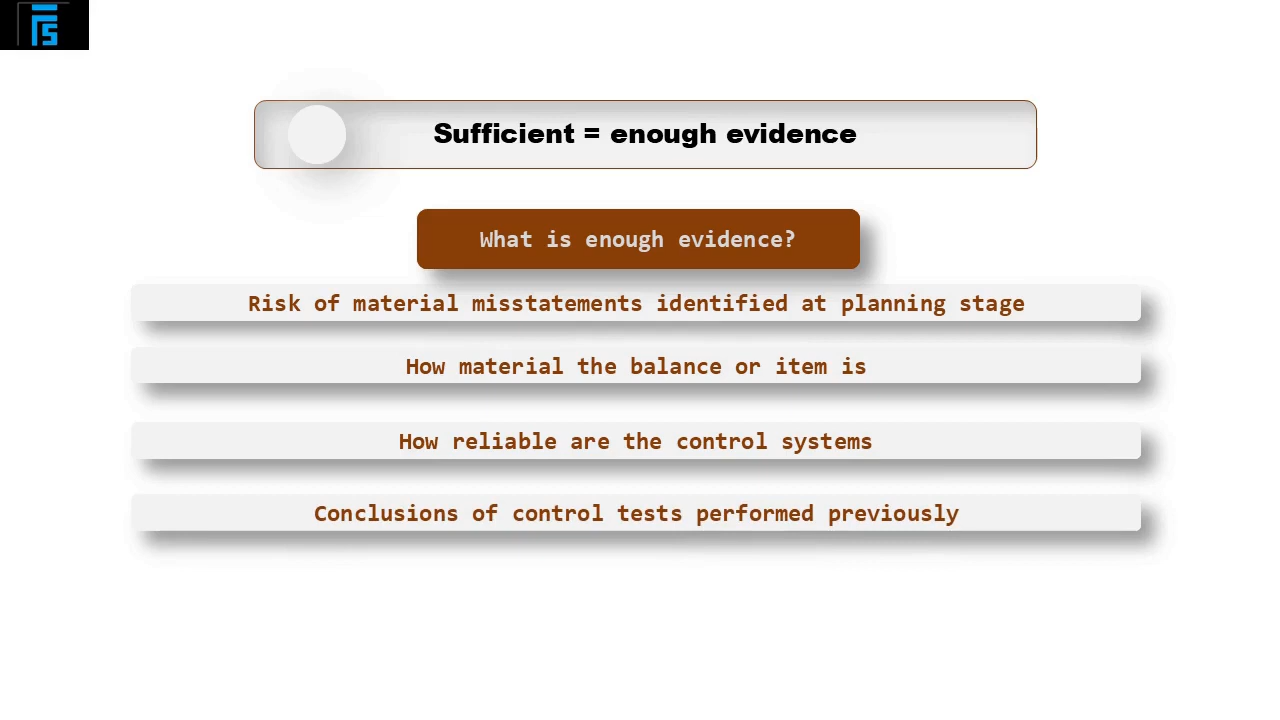 Sufficient = enough evidence
What is enough evidence?
Risk of material misstatements identified at planning stage
How material the balance or item is
How reliable are the control systems
Conclusions of control tests performed previously